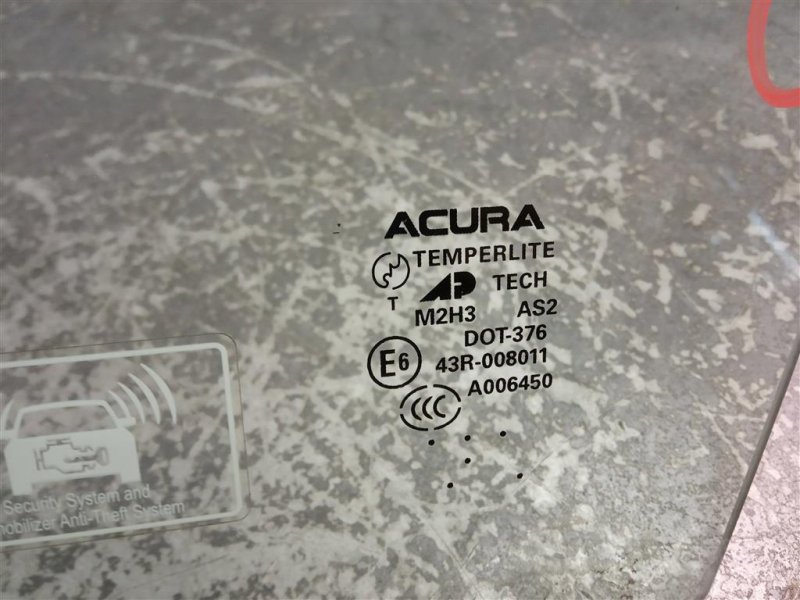 ACURA
TEMPERLITE
T AP TECH
M2H3 AS2
DOT-376
E6 43R-008011
A006450
CCC
Security System and
mobilizer Anti-Theft System